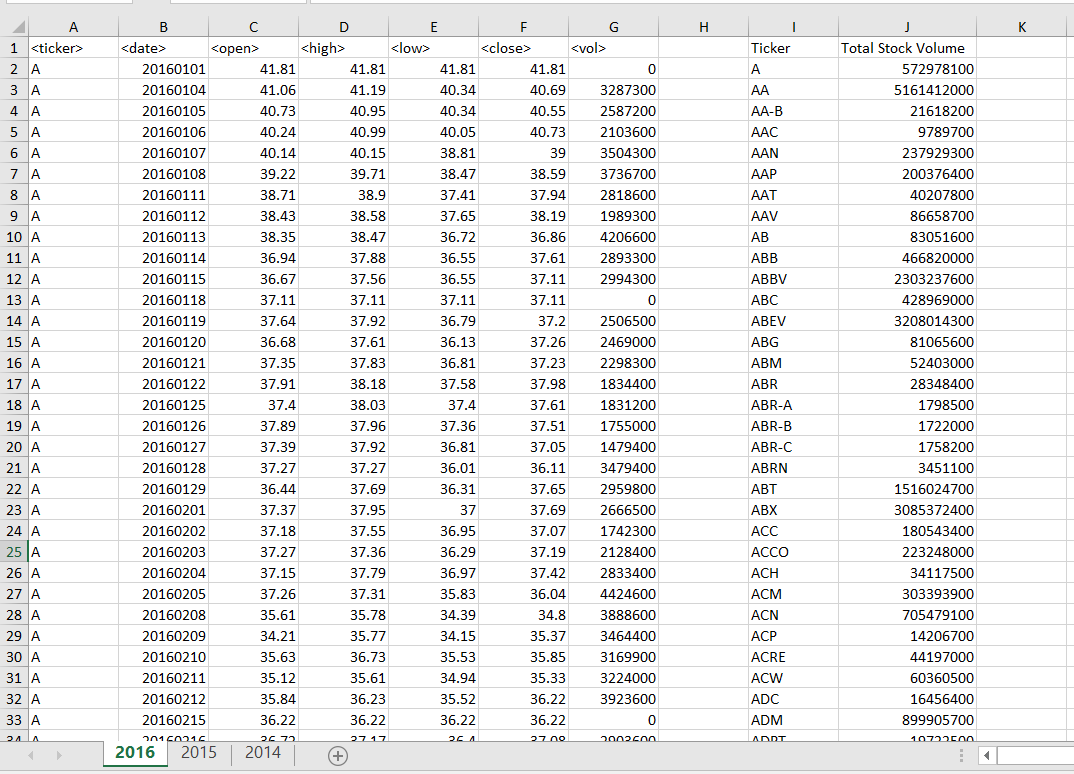 A B C D E F G H I J K
1 <ticker> <date> <open> <high> <low> <close> <vol> Ticker Total Stock Volume
2 A 20160101 41.81 41.81 41.81 41.81 0 A 572978100
3 A 20160104 41.06 41.19 40.34 40.69 3287300 AA 5161412000
4 A 20160105 40.73 40.95 40.34 40.55 2587200 AA-B 21618200
5 A 20160106 40.24 40.99 40.05 40.73 2103600 AAC 9789700
6 A 20160107 40.14 40.15 38.81 39 3504300 AAN 237929300
7 A 20160108 39.22 39.71 38.47 38.59 3736700 AAP 200376400
8 A 20160111 38.71 38.9 37.41 37.94 2818600 AAT 40207800
9 A 20160112 38.43 38.58 37.65 38.19 1989300 AAV 86658700
10 A 20160113 38.35 38.47 36.72 36.86 4206600 AB 83051600
11 A 20160114 36.94 37.88 36.55 37.61 2893300 ABB 466820000
12 A 20160115 36.67 37.56 36.55 37.11 2994300 ABBV 2303237600
13 A 20160118 37.11 37.11 37.11 37.11 0 ABC 428969000
14 A 20160119 37.64 37.92 36.79 37.2 2506500 ABEV 3208014300
15 A 20160120 36.68 37.61 36.13 37.26 2469000 ABG 81065600
16 A 20160121 37.35 37.83 36.81 37.23 2298300 ABM 52403000
17 A 20160122 37.91 38.18 37.58 37.98 1834400 ABR 28348400
18 A 20160125 37.4 38.03 37.4 37.61 1831200 ABR-A 1798500
19 A 20160126 37.89 37.96 37.36 37.51 1755000 ABR-B 1722000
20 A 20160127 37.39 37.92 36.81 37.05 1479400 ABR-C 1758200
21 A 20160128 37.27 37.27 36.01 36.11 3479400 ABRN 3451100
22 A 20160129 36.44 37.69 36.31 37.65 2959800 ABT 1516024700
23 A 20160201 37.37 37.95 37 37.69 2666500 ABX 3085372400
24 A 20160202 37.18 37.55 36.95 37.07 1742300 ACC 180543400
25 A 20160203 37.27 37.36 36.29 37.19 2128400 ACCO 223248000
26 A 20160204 37.15 37.79 36.97 37.42 2833400 ACH 34117500
27 A 20160205 37.26 37.31 35.83 36.04 4424600 ACM 303393900
28 A 20160208 35.61 35.78 34.39 34.8 3888600 ACN 705479100
29 A 20160209 34.21 35.77 34.15 35.37 3464400 ACP 14206700
30 A 20160210 35.63 36.73 35.53 35.85 3169900 ACRE 44197000
31 A 20160211 35.12 35.61 34.94 35.33 3224000 ACW 60360500
32 A 20160212 35.84 36.23 35.52 36.22 3923600 ADC 16456400
33 A 20160215 36.22 36.22 36.22 36.22 0 ADM 899905700
34 A 20160216
2016 2015 2014